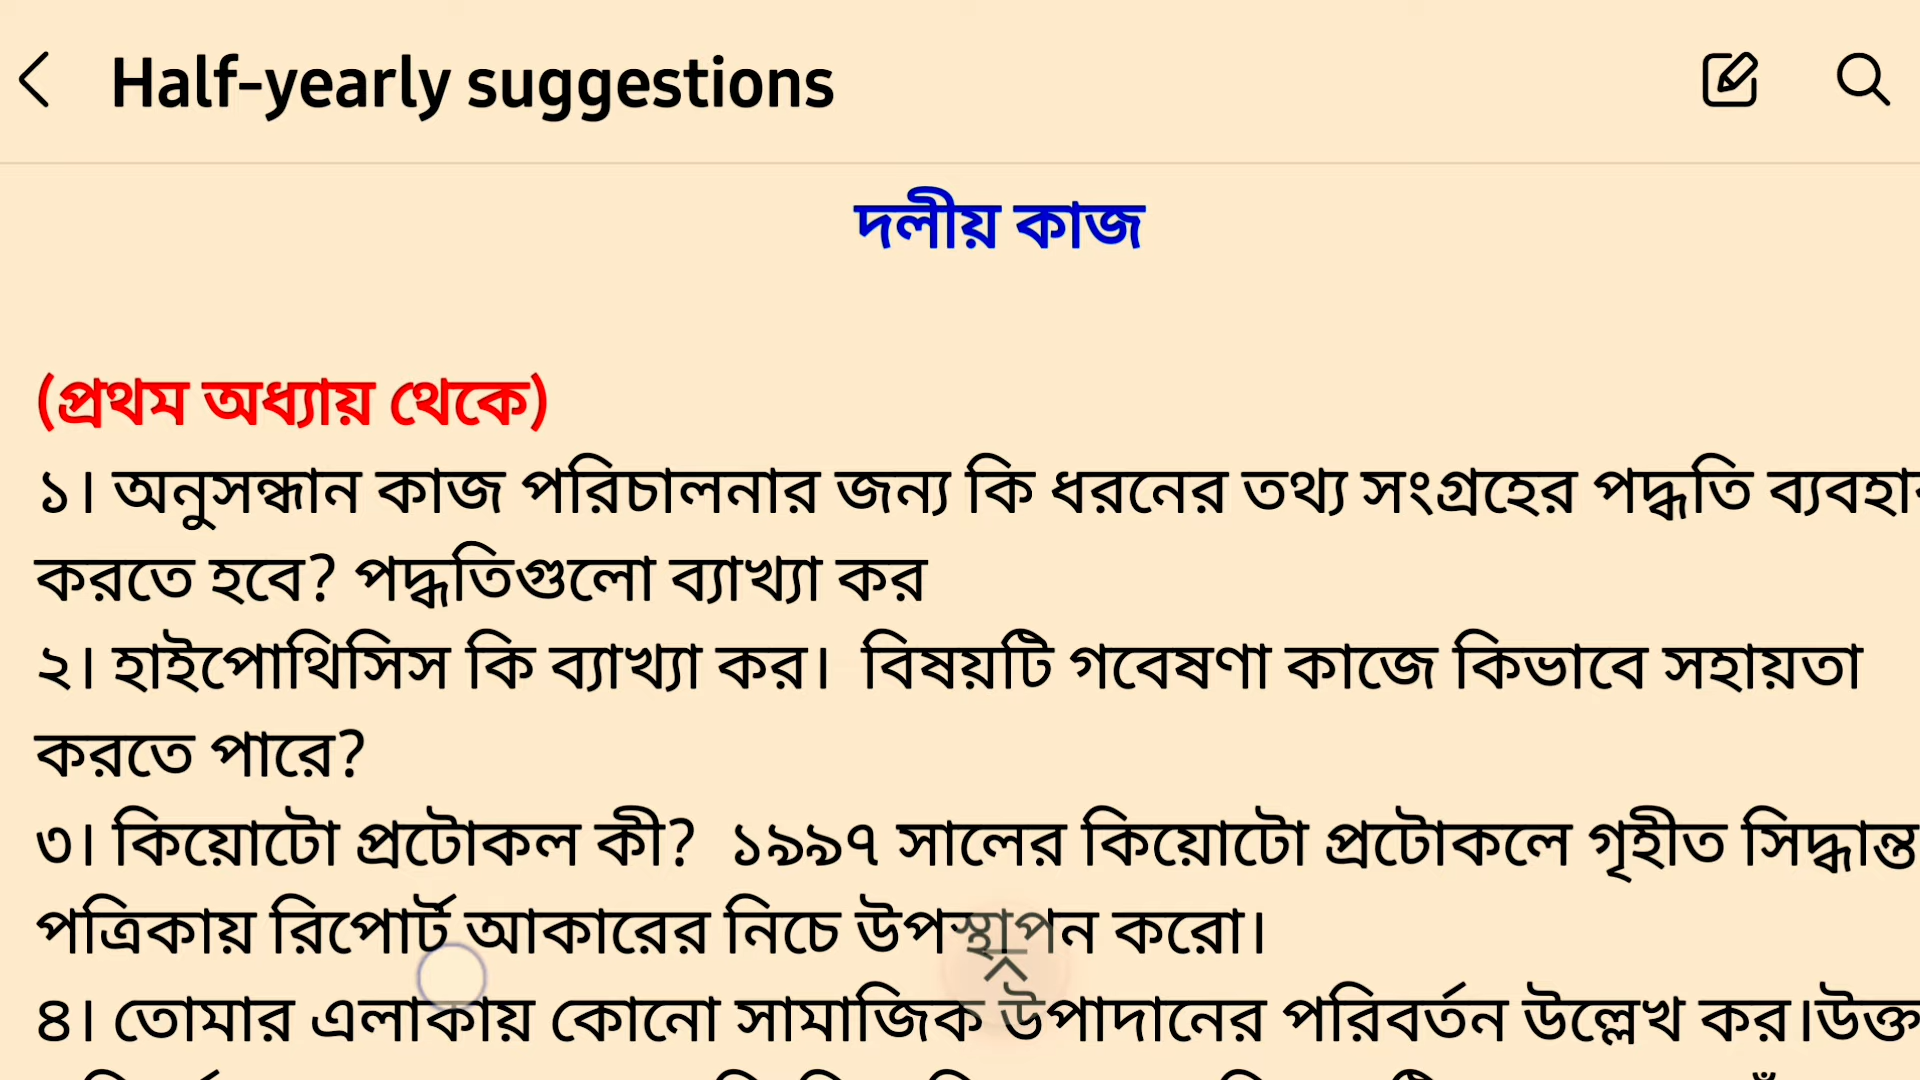 Half-yearly suggestions
দলীয় কাজ
(প্রথম অধ্যায় থেকে)
১। অনুসন্ধান কাজ পরিচালনার জন্য কি ধরনের তথ্য সংগ্রহের পদ্ধতি
করতে হবে? পদ্ধতিগুলো ব্যাখ্যা কর
২। হাইপোথিসিস কি ব্যাখ্যা কর। বিষয়টি গবেষণা কাজে কিভাবে সহায়তা
করতে পারে?
৩। কিয়োটো প্রটোকল কী? ১৯৯৭ সালের কিয়োটো প্রটোকলে গৃহীত সিদ্ধান্ত
পত্রিকায় রিপোর্ট আকারের নিচে উপস্থাপন করো।
৪। তোমার এলাকায় কোনো সামাজিক উপাদানের পরিবর্তন উল্লেখ কর।উক্ত